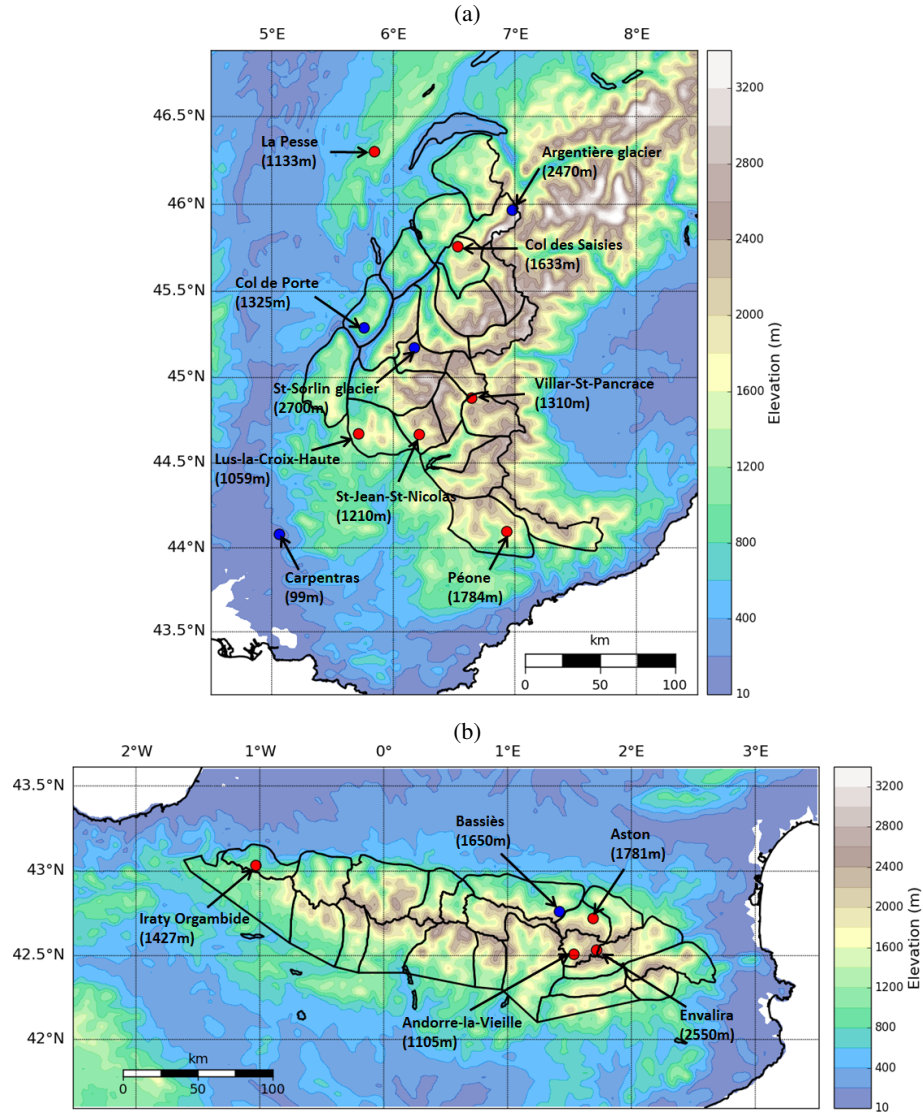 (a)
5°E 6°E 7°E 8°E
46.5°N
46°N
45.5°N
45°N
44.5°N
44°N
43.5°N
La Pesse
(1133m)
Argentière glacier
(2470m)
Col des Saisies
(1633m)
Col de Porte
(1325m)
St-Sorlin glacier
(2700m)
Villar-St-Pancrace
(1310m)
Lus-la-Croix-Haute
(1059m)
St-Jean-St-Nicolas
(1210m)
Carpentras
(99m)
Péone
(1784m)
km
0 50 100
3200
2800
2400
2000
1600
1200
800
400
10
Elevation (m)
(b)
2°W 1°W 0°E 1°E 2°E 3°E
43.5°N
43°N
42.5°N
42°N
Bassiès
(1650m)
Aston
(1781m)
Iraty Orgambide
(1427m)
Andorre-la-Vieille
(1105m)
Envalira
(2550m)
km
0 50 100
3200
2800
2400
2000
1600
1200
800
400
10
Elevation (m)